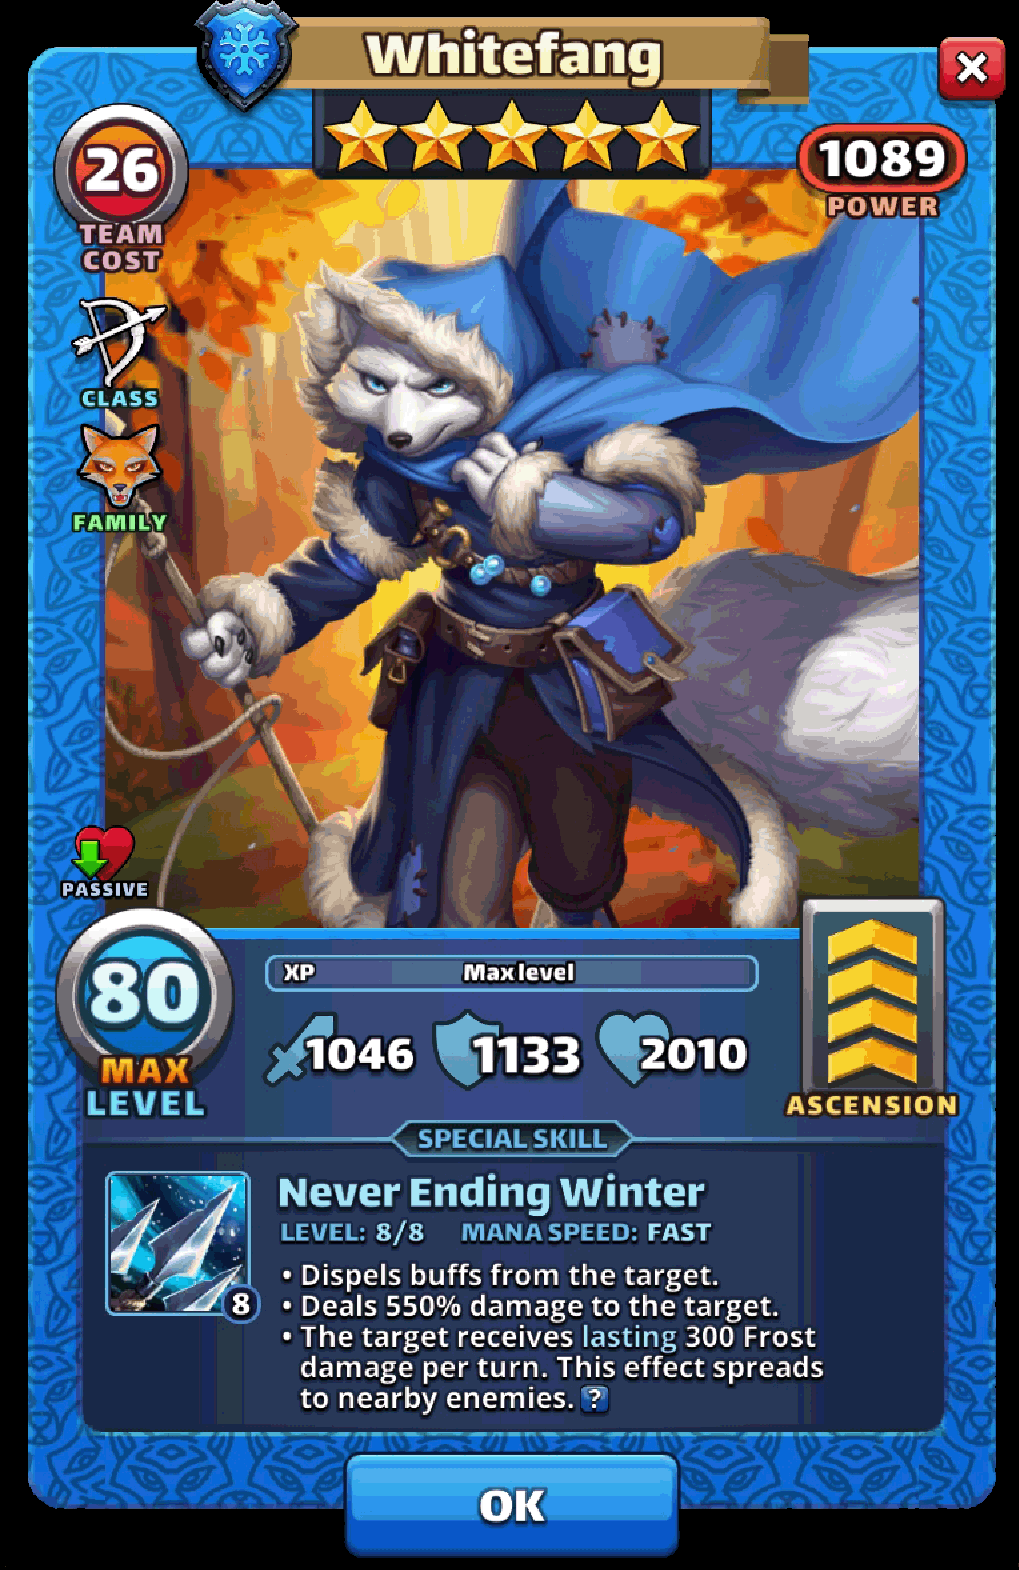 Whitefang
26
TEAM
COST
1089
POWER
CLASS
FAMILY
PASSIVE
80
MAX
LEVEL
XP Max level
1046 1133 2010
ASCENSION
SPECIAL SKILL
Never Ending Winter
LEVEL: 8/8 MANA SPEED: FAST
8
• Dispels buffs from the target.
• Deals 550% damage to the target.
• The target receives lasting 300 Frost
damage per turn. This effect spreads
to nearby enemies. ?
OK